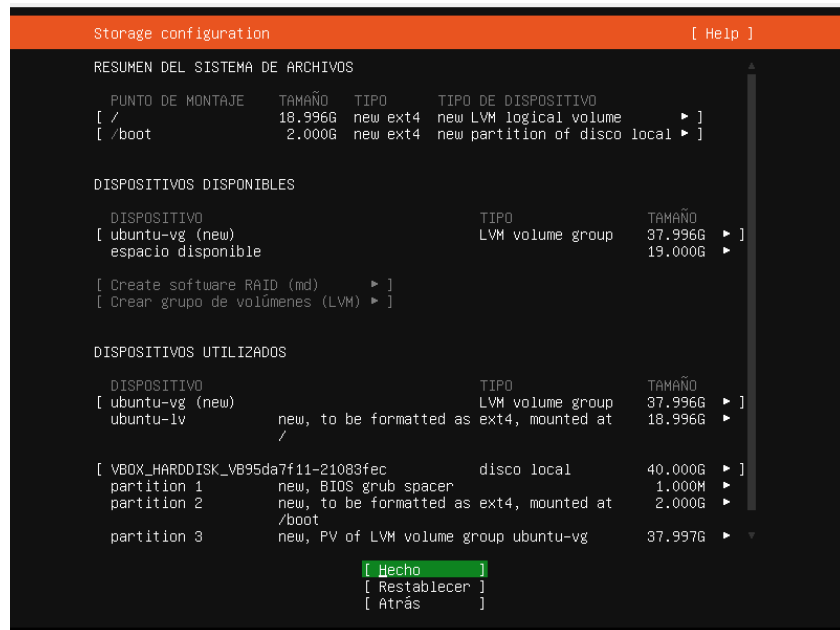 Storage configuration [ Help ]
RESUMEN DEL SISTEMA DE ARCHIVOS
PUNTO DE MONTAJE TAMAÑO TIPO TIPO DE DISPOSITIVO
[ / 18.996G new ext4 new LVM logical volume ▸ ]
[ /boot 2.000G new ext4 new partition of disco local ▸ ]
DISPOSITIVOS DISPONIBLES
DISPOSITIVO TIPO TAMAÑO
[ ubuntu-vg (new) LVM volume group 37.996G ▸ ]
espacio disponible 19.000G ▸
[ Create software RAID (md) ▸ ]
[ Crear grupo de volúmenes (LVM) ▸ ]
DISPOSITIVOS UTILIZADOS
DISPOSITIVO TIPO TAMAÑO
[ ubuntu-vg (new) LVM volume group 37.996G ▸ ]
ubuntu-lv new, to be formatted as ext4, mounted at 18.996G ▸
/
[ VBOX_HARDDISK_VB95da7f11-21083fec disco local 40.000G ▸ ]
partition 1 new, BIOS grub spacer 1.000M ▸
partition 2 new, to be formatted as ext4, mounted at 2.000G ▸
/boot
partition 3 new, PV of LVM volume group ubuntu-vg 37.997G ▸
[ Hecho ]
[ Restablecer ]
[ Atrás ]